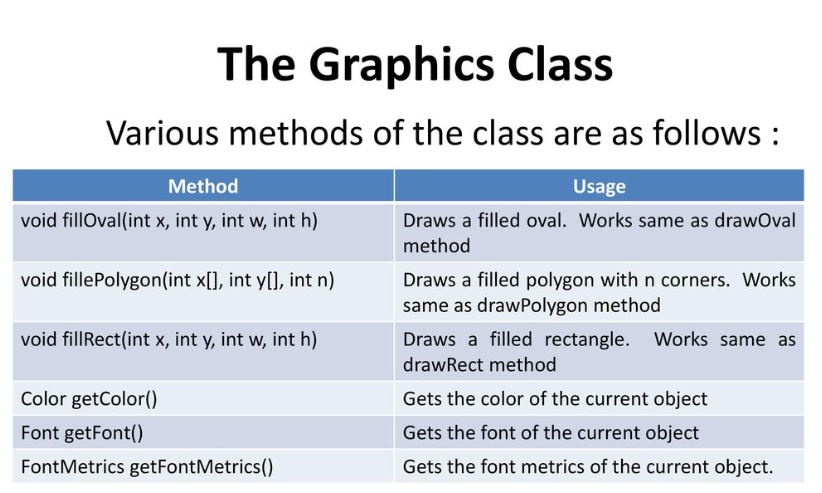 The Graphics Class
Various methods of the class are as follows :
Method Usage
void fillOval(int x, int y, int w, int h) Draws a filled oval. Works same as drawOval
method
void fillePolygon(int x[], int y[], int n) Draws a filled polygon with n corners. Works
same as drawPolygon method
void fillRect(int x, int y, int w, int h) Draws a filled rectangle. Works same as
drawRect method
Color getColor() Gets the color of the current object
Font getFont() Gets the font of the current object
FontMetrics getFontMetrics() Gets the font metrics of the current object.